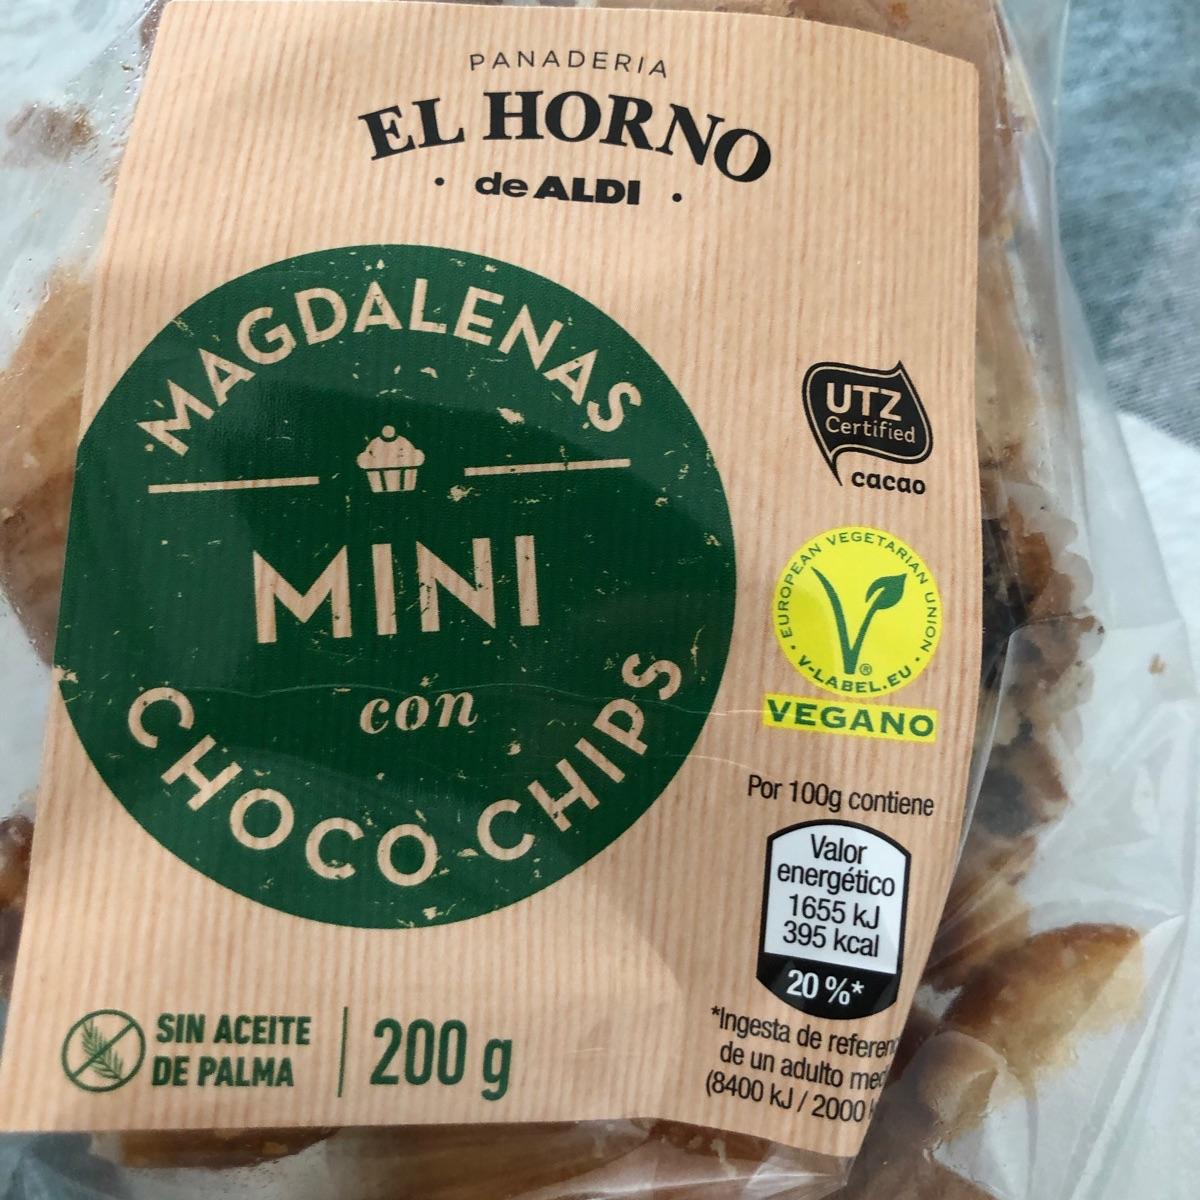 PANADERIA
EL HORNO
· de ALDI ·
MAGDALENAS
MINI
con
CHOCO CHIPS
UTZ
Certified
cacao
· EUROPEAN VEGETARIAN UNION ·
V-LABEL.EU
®
VEGANO
Por 100g contiene
Valor
energético
1655 kJ
395 kcal
20 %*
*Ingesta de
de un adulto
(8400 kJ / 2000
SIN ACEITE
DE PALMA
200 g